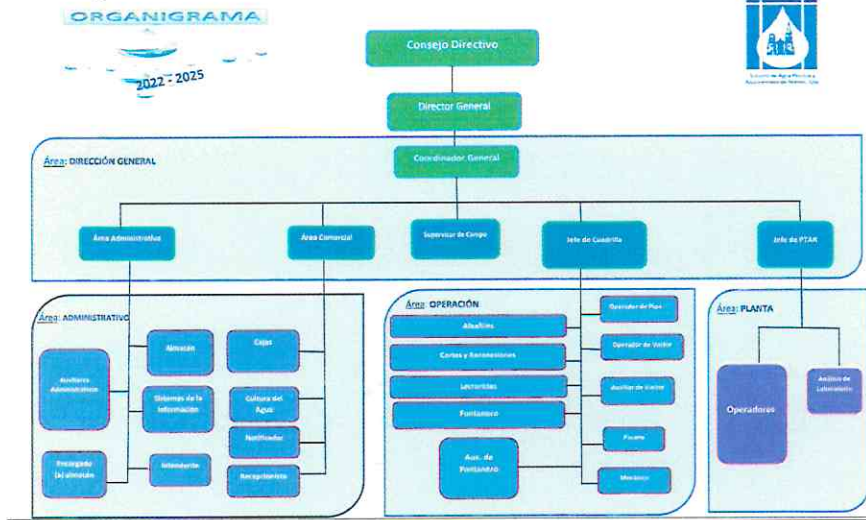 ORGANIGRAMA
2022 - 2025
Consejo Directivo
Director General
Área: DIRECCIÓN GENERAL
Coordinador General
Área Administrativa
Área Comercial
Supervisor de Campo
Jefe de Cuadrilla
Jefe de PTAR
Área: ADMINISTRATIVO
Auxiliares
Administrativos
Almacén
Cajas
Sistemas de la
Información
Cultura del
Agua
Notificador
Encargado
(a) almacén
Intendente
Recepcionista
Área: OPERACIÓN
Albañiles
Cortes y Reconexiones
Lecturistas
Fontanero
Aux. de
Fontanero
Operador de Pipa
Operador de Vactor
Auxiliar de Vactor
Mecánico
Área: PLANTA
Operadores
Análisis de
Laboratorio